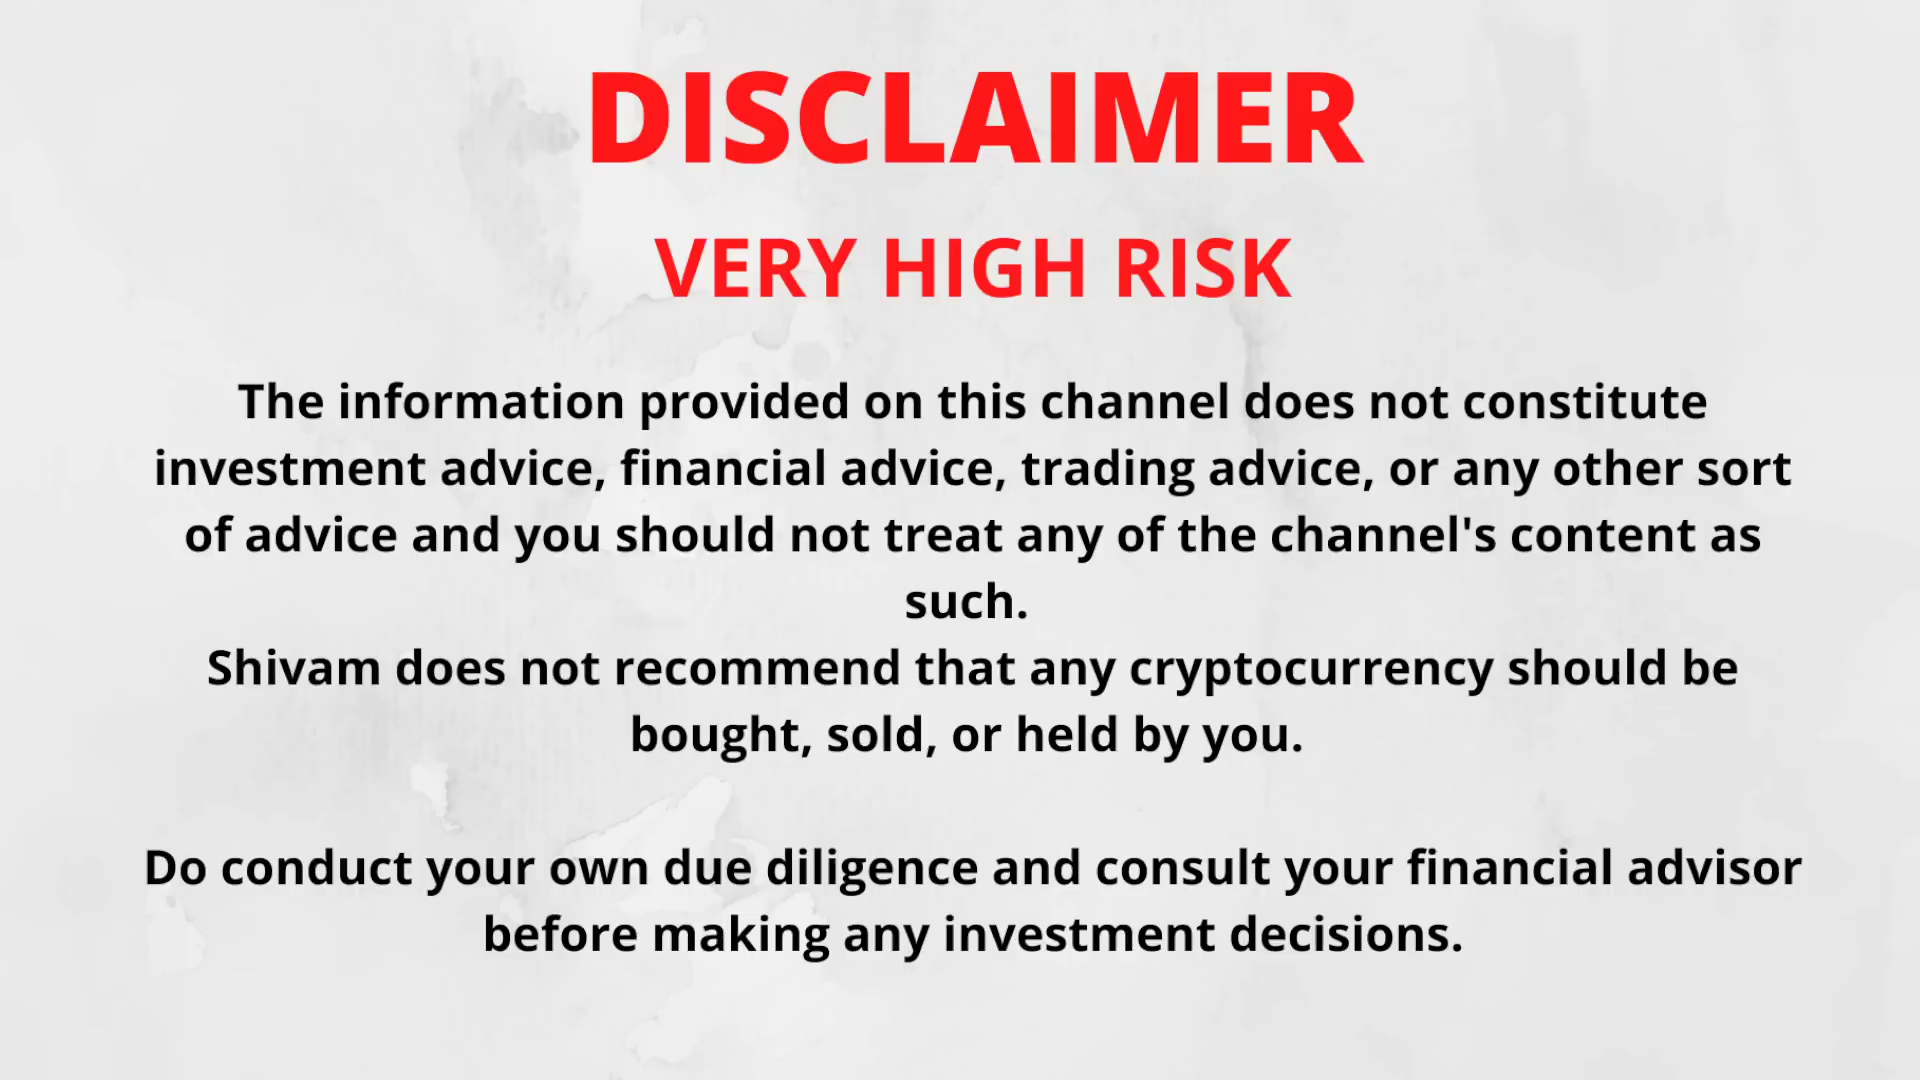 DISCLAIMER
VERY HIGH RISK
The information provided on this channel does not constitute
investment advice, financial advice, trading advice, or any other sort
of advice and you should not treat any of the channel's content as
such.
Shivam does not recommend that any cryptocurrency should be
bought, sold, or held by you.
Do conduct your own due diligence and consult your financial advisor
before making any investment decisions.